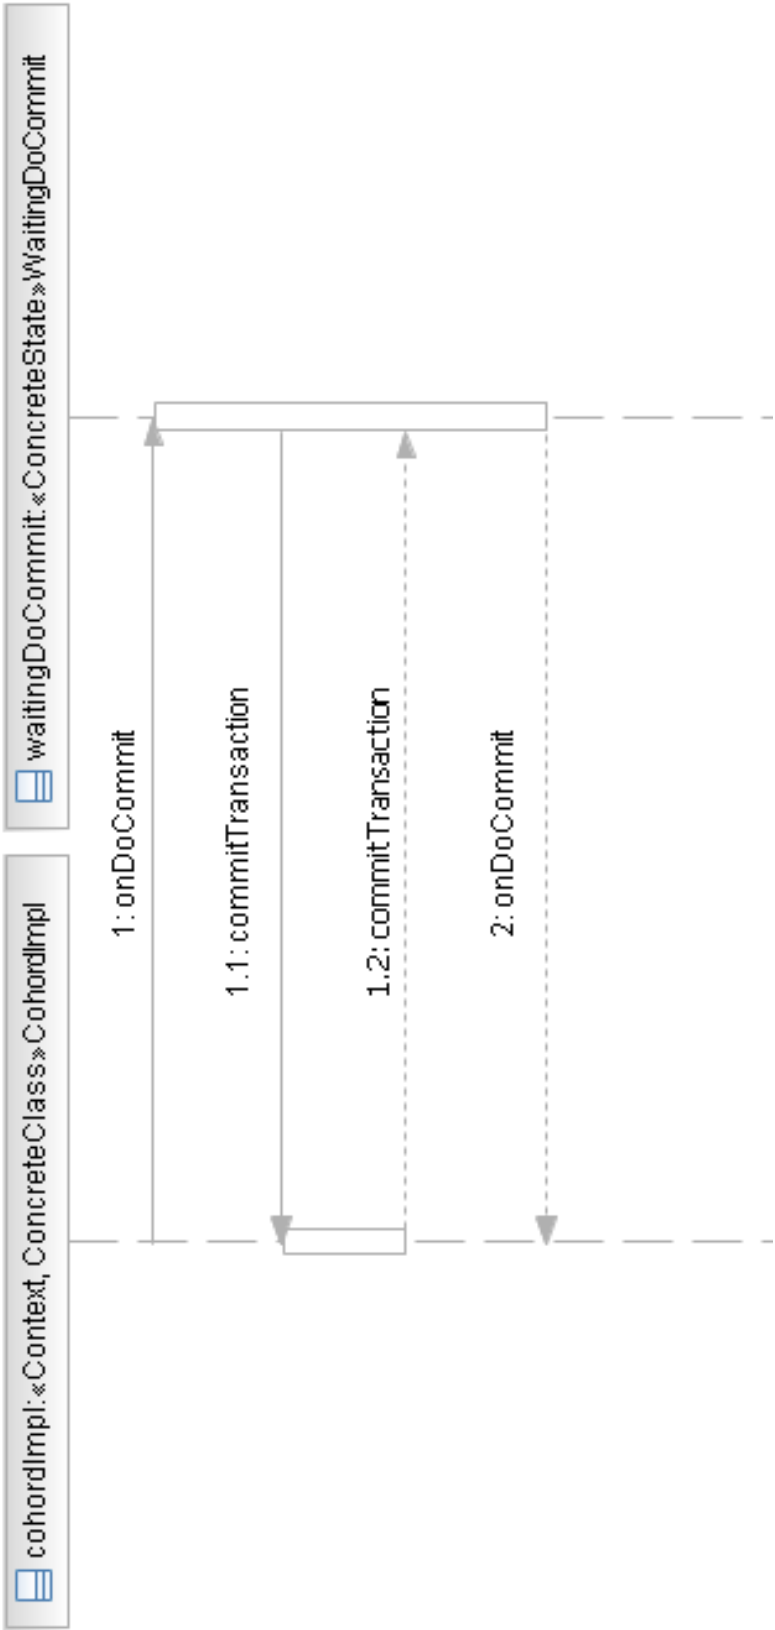 cohordImpl:«Context, ConcreteClass»CohordImpl
waitingDoCommit:«ConcreteState»WaitingDoCommit
1: onDoCommit
1.1: commitTransaction
1.2: commitTransaction
2: onDoCommit